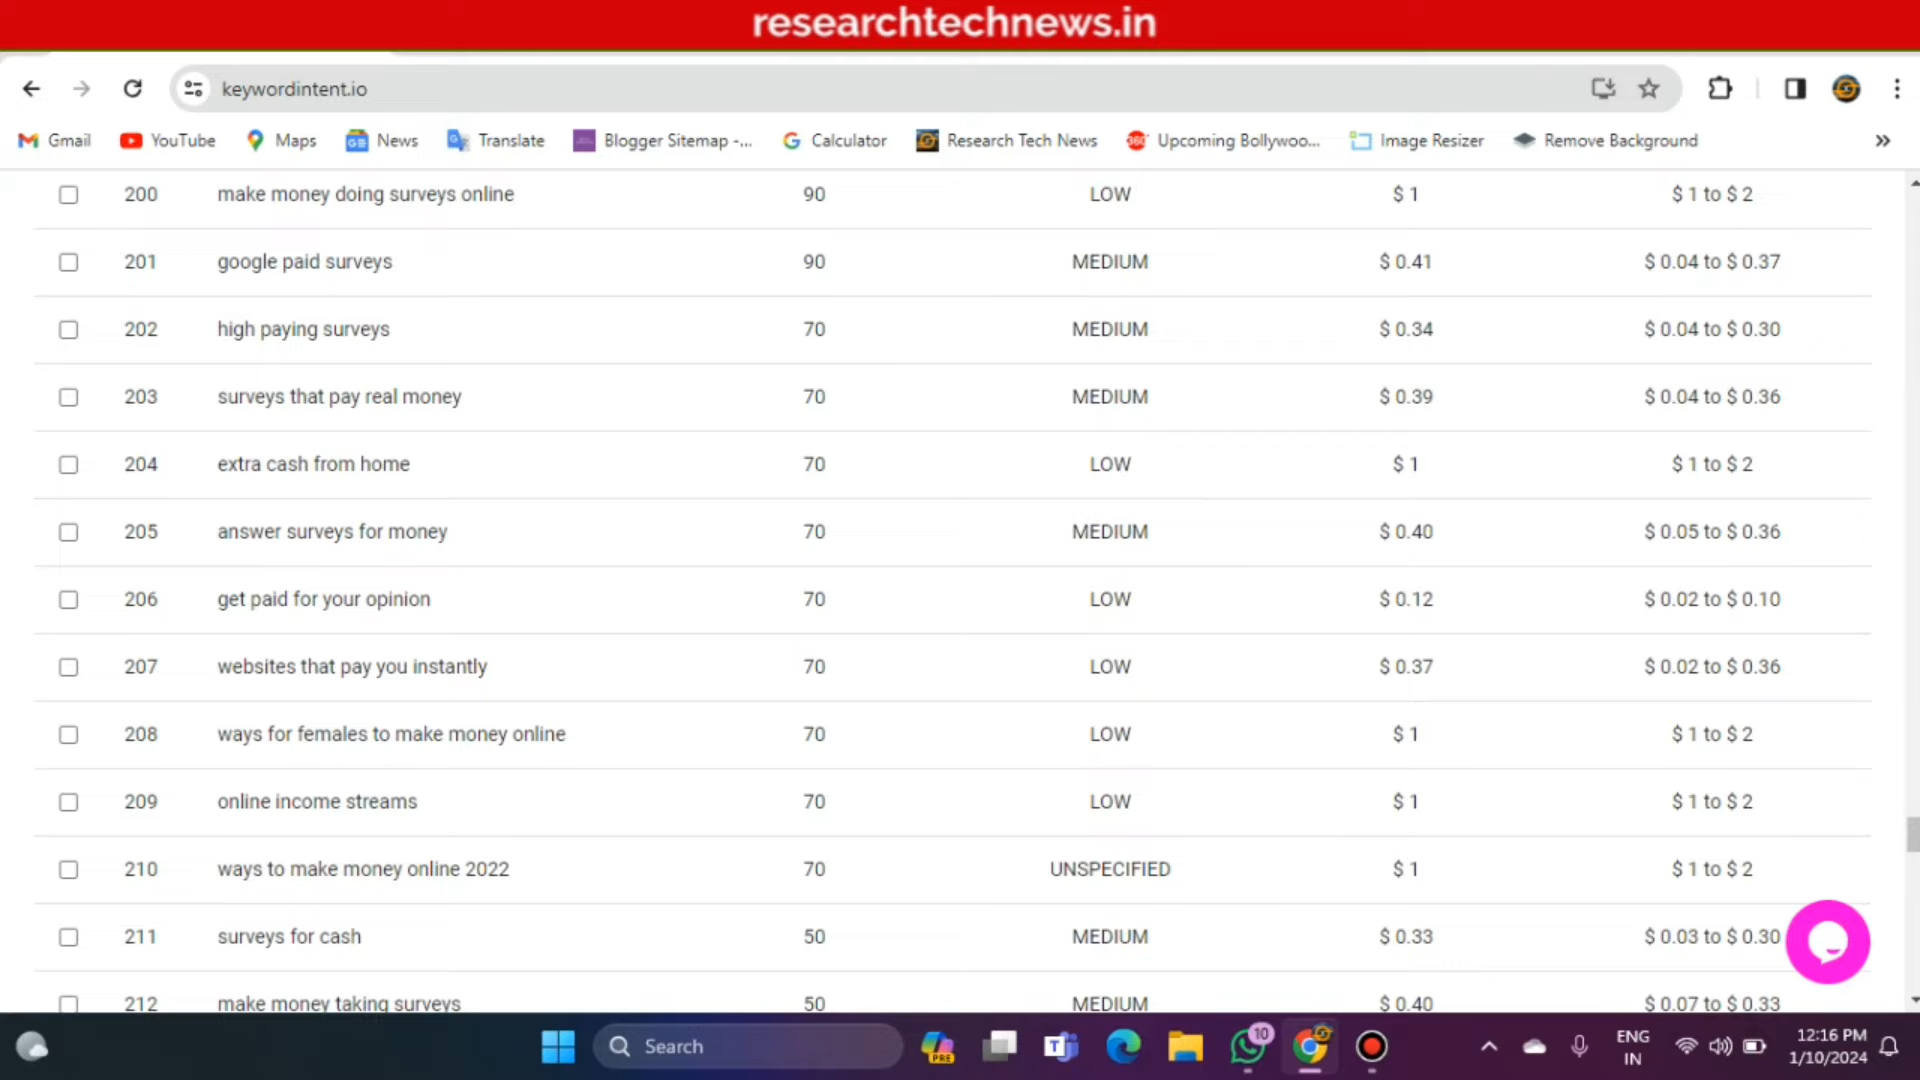 researchtechnews.in
keywordintent.io
Gmail YouTube Maps News Translate Blogger Sitemap -... Calculator Research Tech News Upcoming Bollywoo... Image Resizer Remove Background »
200 make money doing surveys online 90 LOW $ 1 $ 1 to $ 2
201 google paid surveys 90 MEDIUM $ 0.41 $ 0.04 to $ 0.37
202 high paying surveys 70 MEDIUM $ 0.34 $ 0.04 to $ 0.30
203 surveys that pay real money 70 MEDIUM $ 0.39 $ 0.04 to $ 0.36
204 extra cash from home 70 LOW $ 1 $ 1 to $ 2
205 answer surveys for money 70 MEDIUM $ 0.40 $ 0.05 to $ 0.36
206 get paid for your opinion 70 LOW $ 0.12 $ 0.02 to $ 0.10
207 websites that pay you instantly 70 LOW $ 0.37 $ 0.02 to $ 0.36
208 ways for females to make money online 70 LOW $ 1 $ 1 to $ 2
209 online income streams 70 LOW $ 1 $ 1 to $ 2
210 ways to make money online 2022 70 UNSPECIFIED $ 1 $ 1 to $ 2
211 surveys for cash 50 MEDIUM $ 0.33 $ 0.03 to $ 0.30
212 make money taking surveys 50 MEDIUM $ 0.40 $ 0.07 to $ 0.33
Search PRE T 10 ENG 12:16 PM
IN 1/10/2024